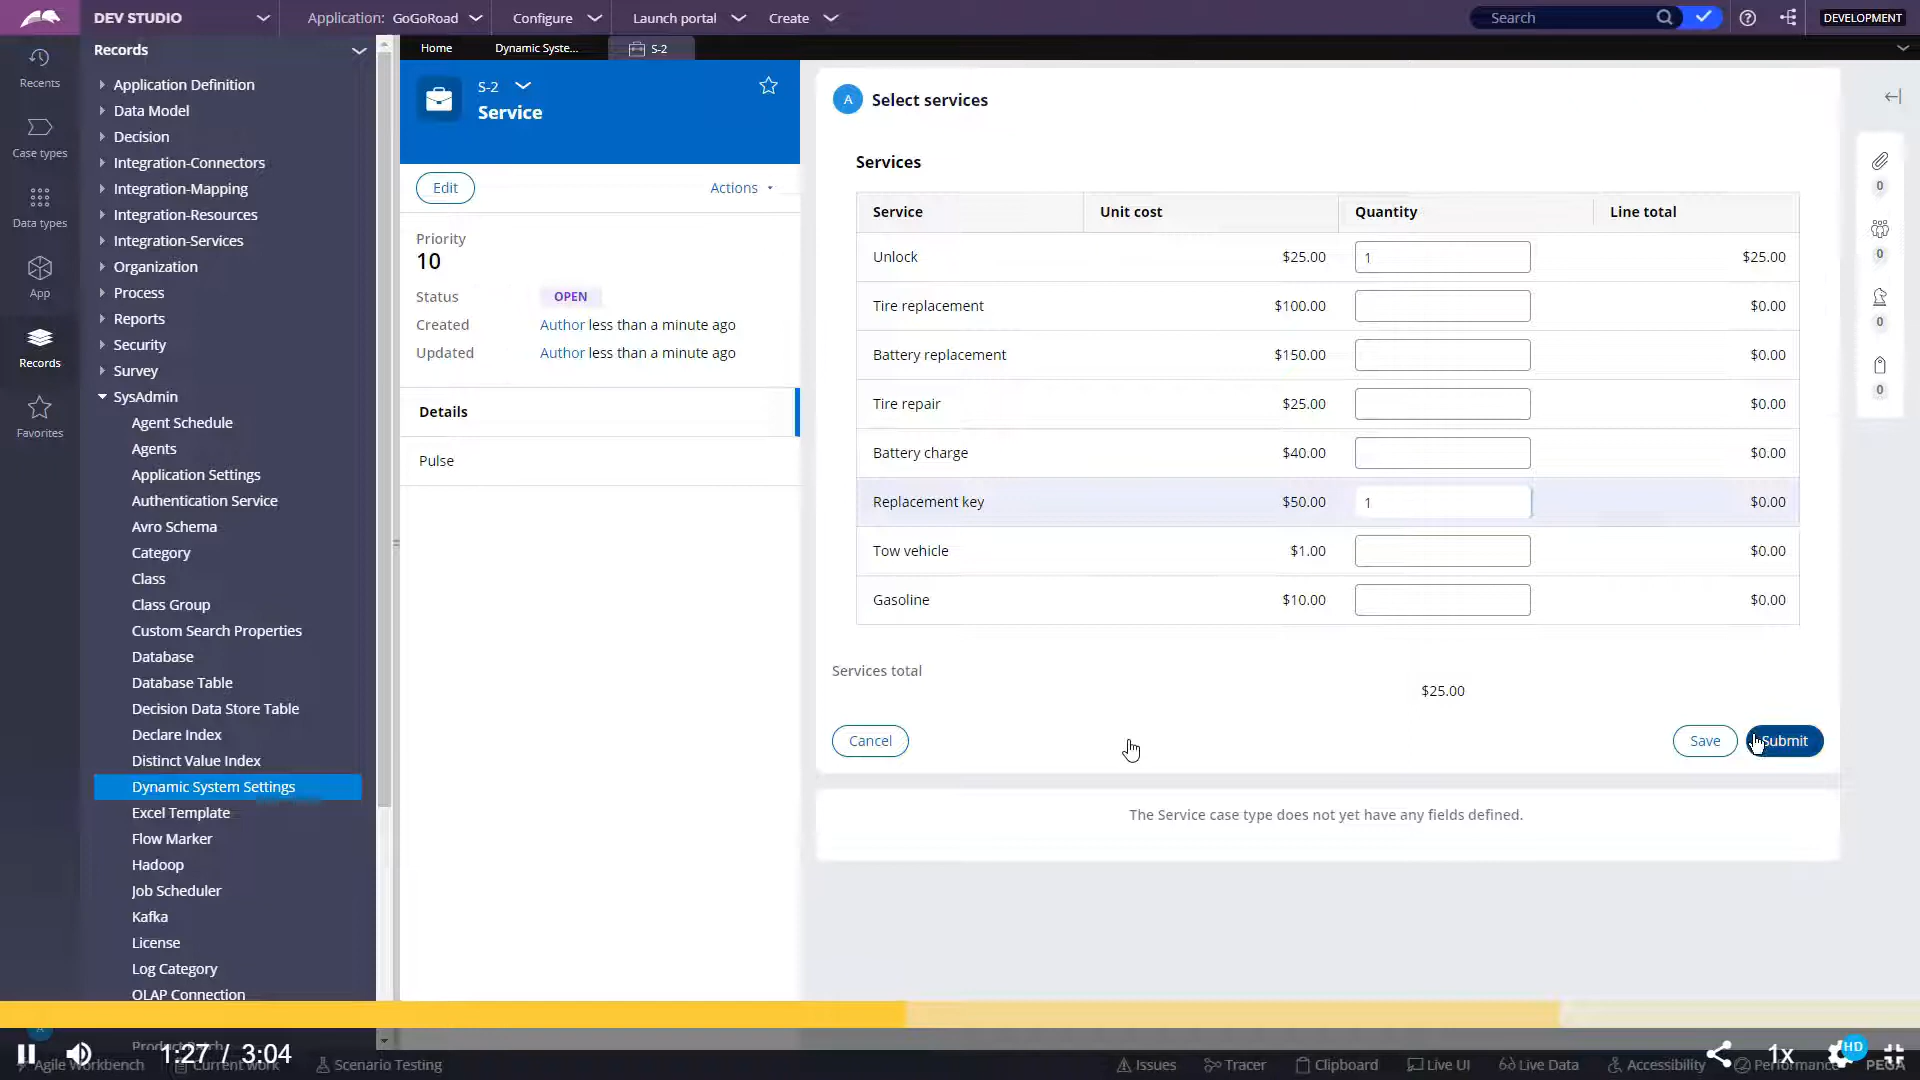 DEV STUDIO
Application: GoGoRoad
Configure
Launch portal
Create
Search
DEVELOPMENT
Records
Home
Dynamic Syste...
S-2
Recents
Case types
Data types
App
Records
Favorites
Application Definition
Data Model
Decision
Integration-Connectors
Integration-Mapping
Integration-Resources
Integration-Services
Organization
Process
Reports
Security
Survey
SysAdmin
Agent Schedule
Agents
Application Settings
Authentication Service
Avro Schema
Category
Class
Class Group
Custom Search Properties
Database
Database Table
Decision Data Store Table
Declare Index
Distinct Value Index
Dynamic System Settings
Excel Template
Flow Marker
Hadoop
Job Scheduler
Kafka
License
Log Category
OLAP Connection
S-2
Service
Edit
Actions
Priority
10
Status OPEN
Created Author less than a minute ago
Updated Author less than a minute ago
Details
Pulse
A Select services
Services
Service Unit cost Quantity Line total
Unlock $25.00 1 $25.00
Tire replacement $100.00 $0.00
Battery replacement $150.00 $0.00
Tire repair $25.00 $0.00
Battery charge $40.00 $0.00
Replacement key $50.00 1 $0.00
Tow vehicle $1.00 $0.00
Gasoline $10.00 $0.00
Services total
$25.00
Cancel
Save
Submit
The Service case type does not yet have any fields defined.
0
0
0
0
1:27 / 3:04
1x
HD
Agile Workbench
Current work
Scenario Testing
Issues
Tracer
Clipboard
Live UI
Live Data
Accessibility
Performance
PEGA